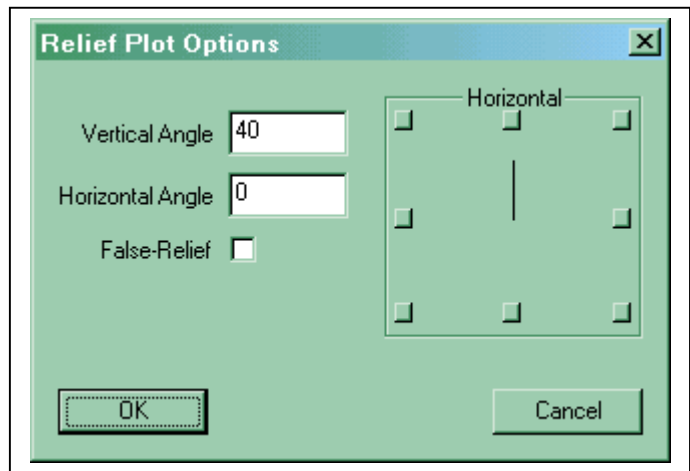 Relief Plot Options
Horizontal
Vertical Angle 40
Horizontal Angle 0
False-Relief
OK
Cancel